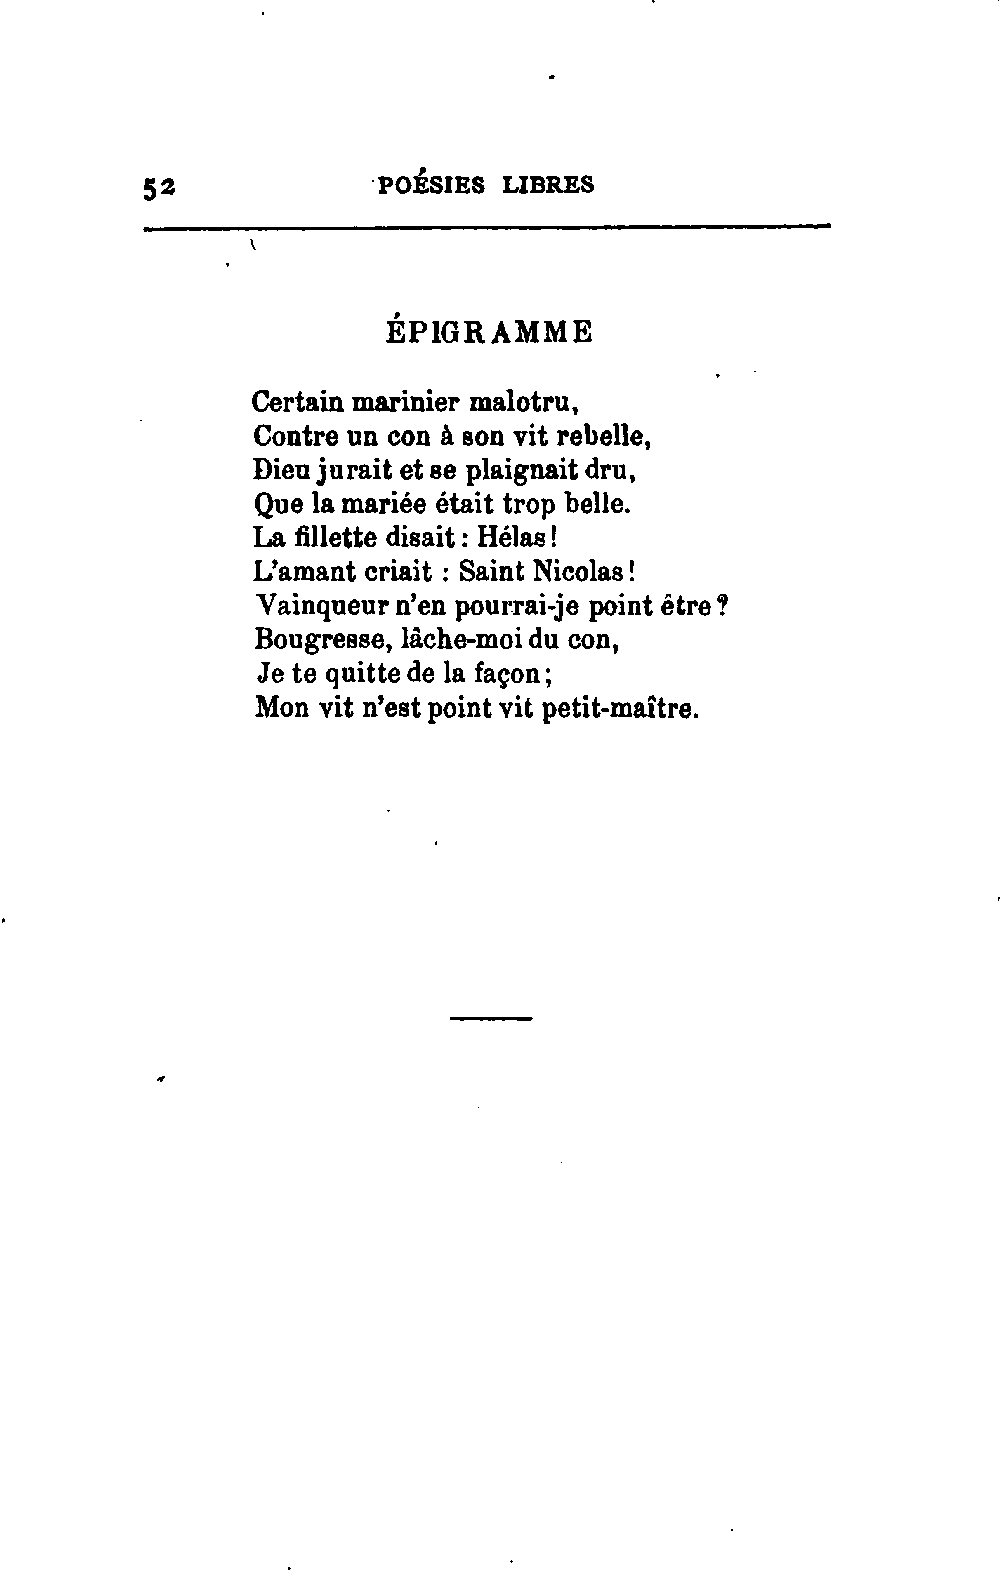 52 POÉSIES LIBRES
ÉPIGRAMME
Certain marinier malotru,
Contre un con à son vit rebelle,
Dieu jurait et se plaignait dru,
Que la mariée était trop belle.
La fillette disait : Hélas !
L'amant criait : Saint Nicolas !
Vainqueur n'en pourrai-je point être ?
Bougresse, lâche-moi du con,
Je te quitte de la façon ;
Mon vit n'est point vit petit-maître.